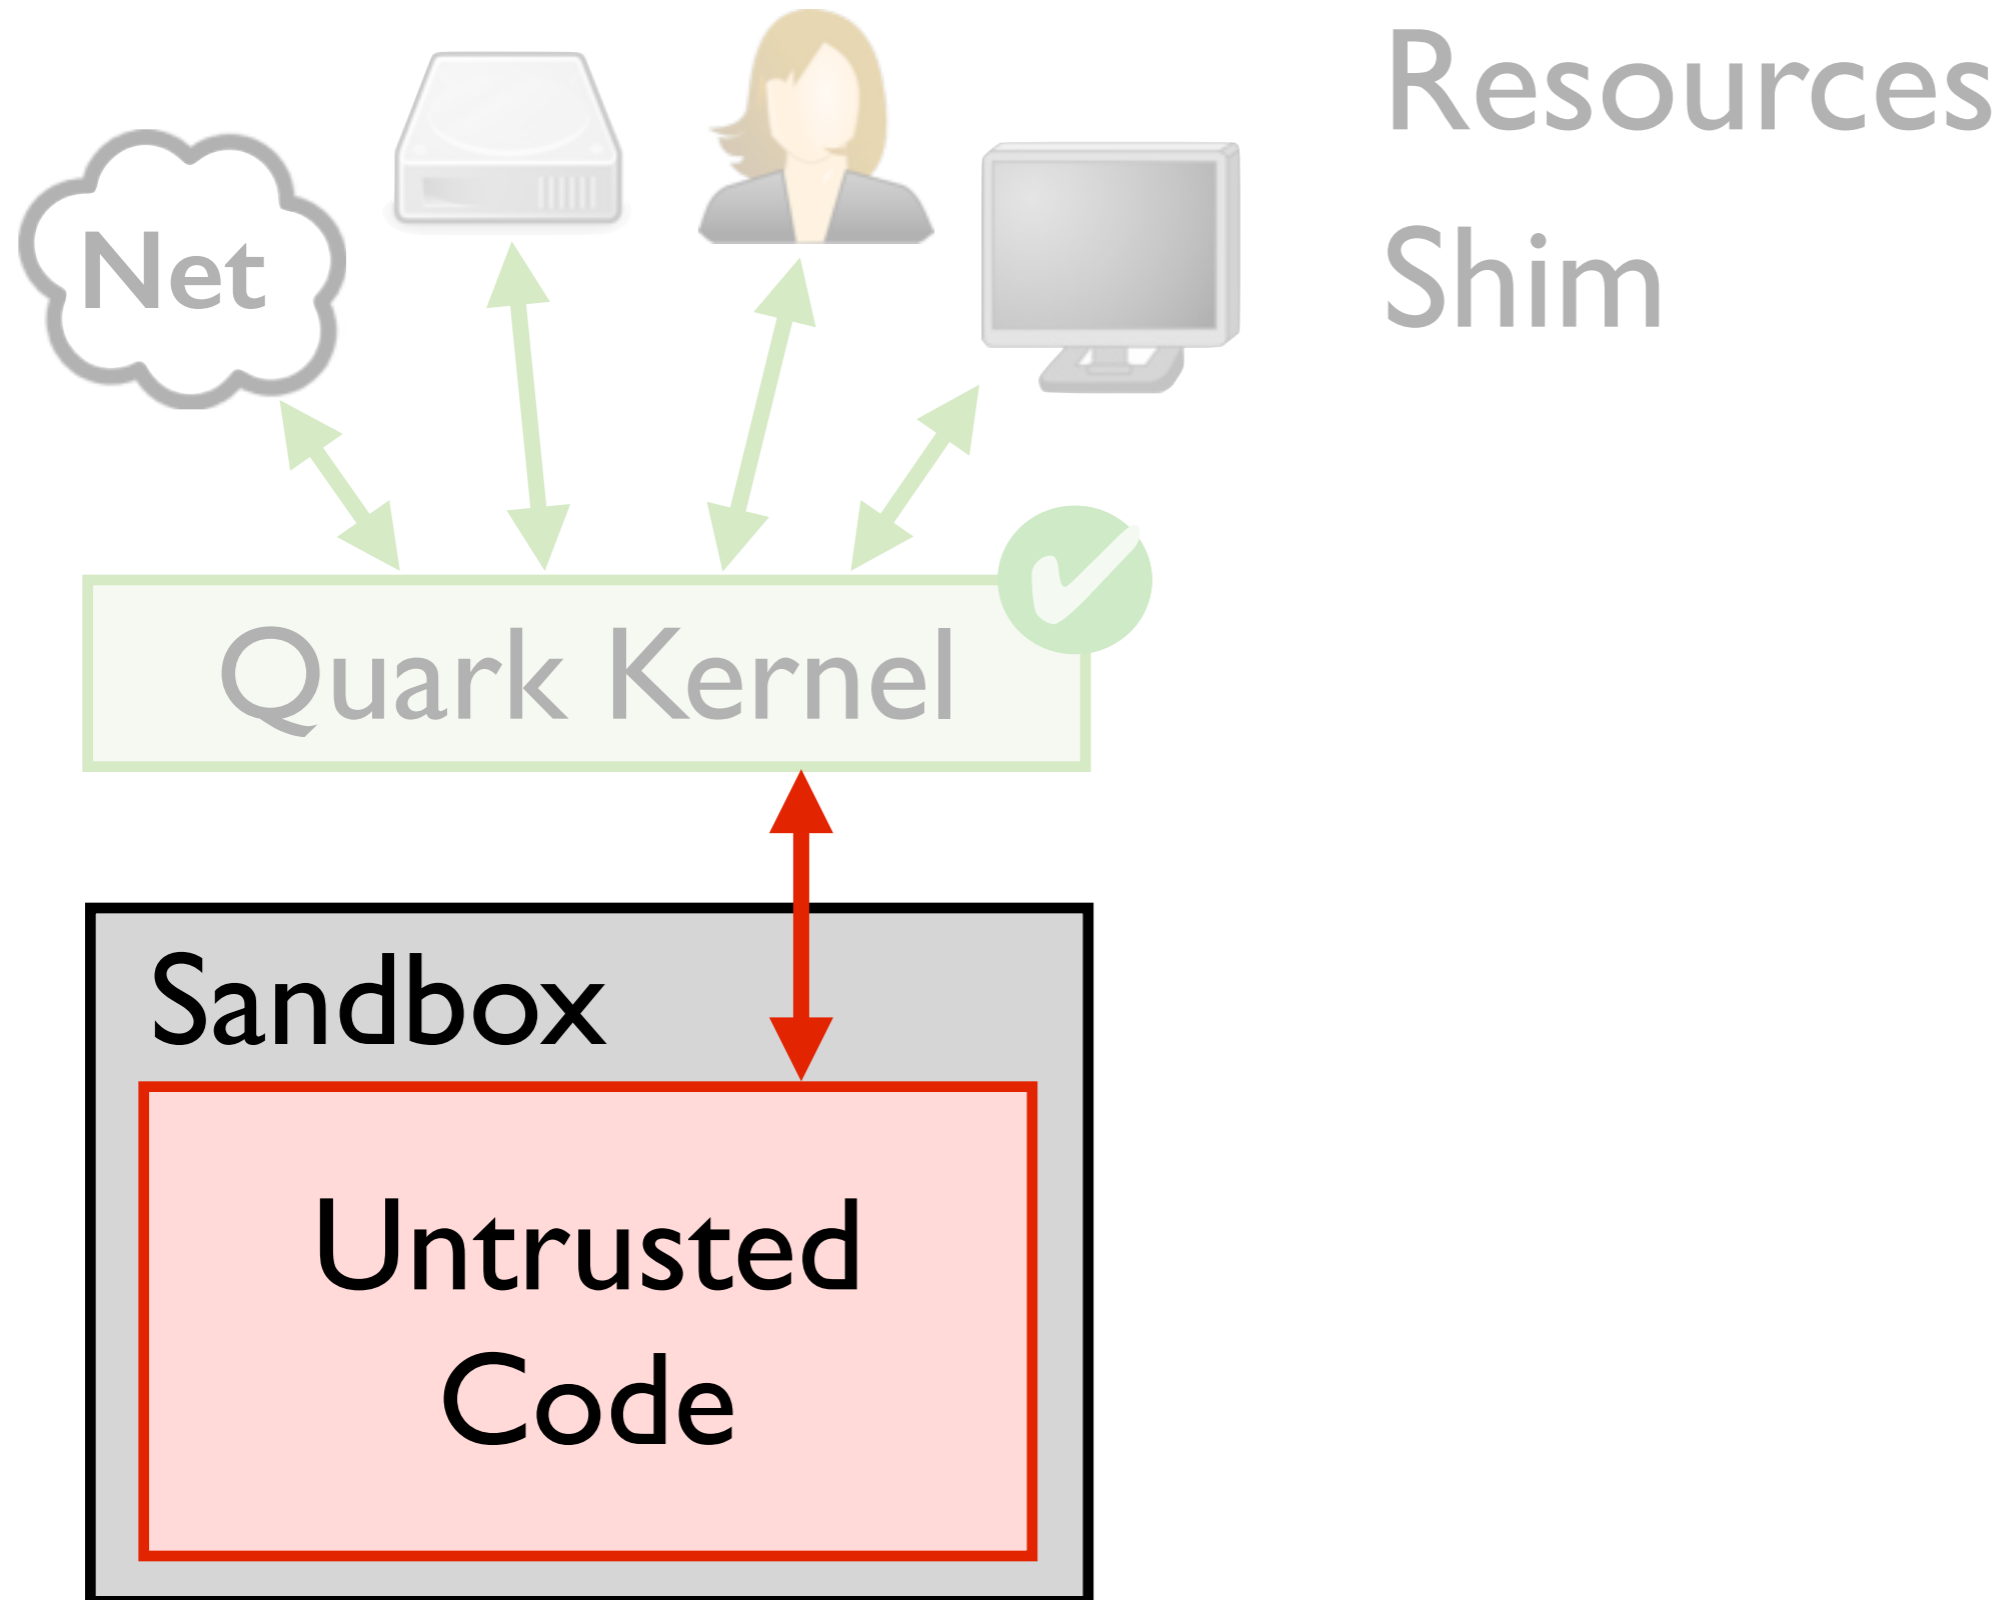 Resources
Net
Shim
Quark Kernel
Sandbox
Untrusted
Code